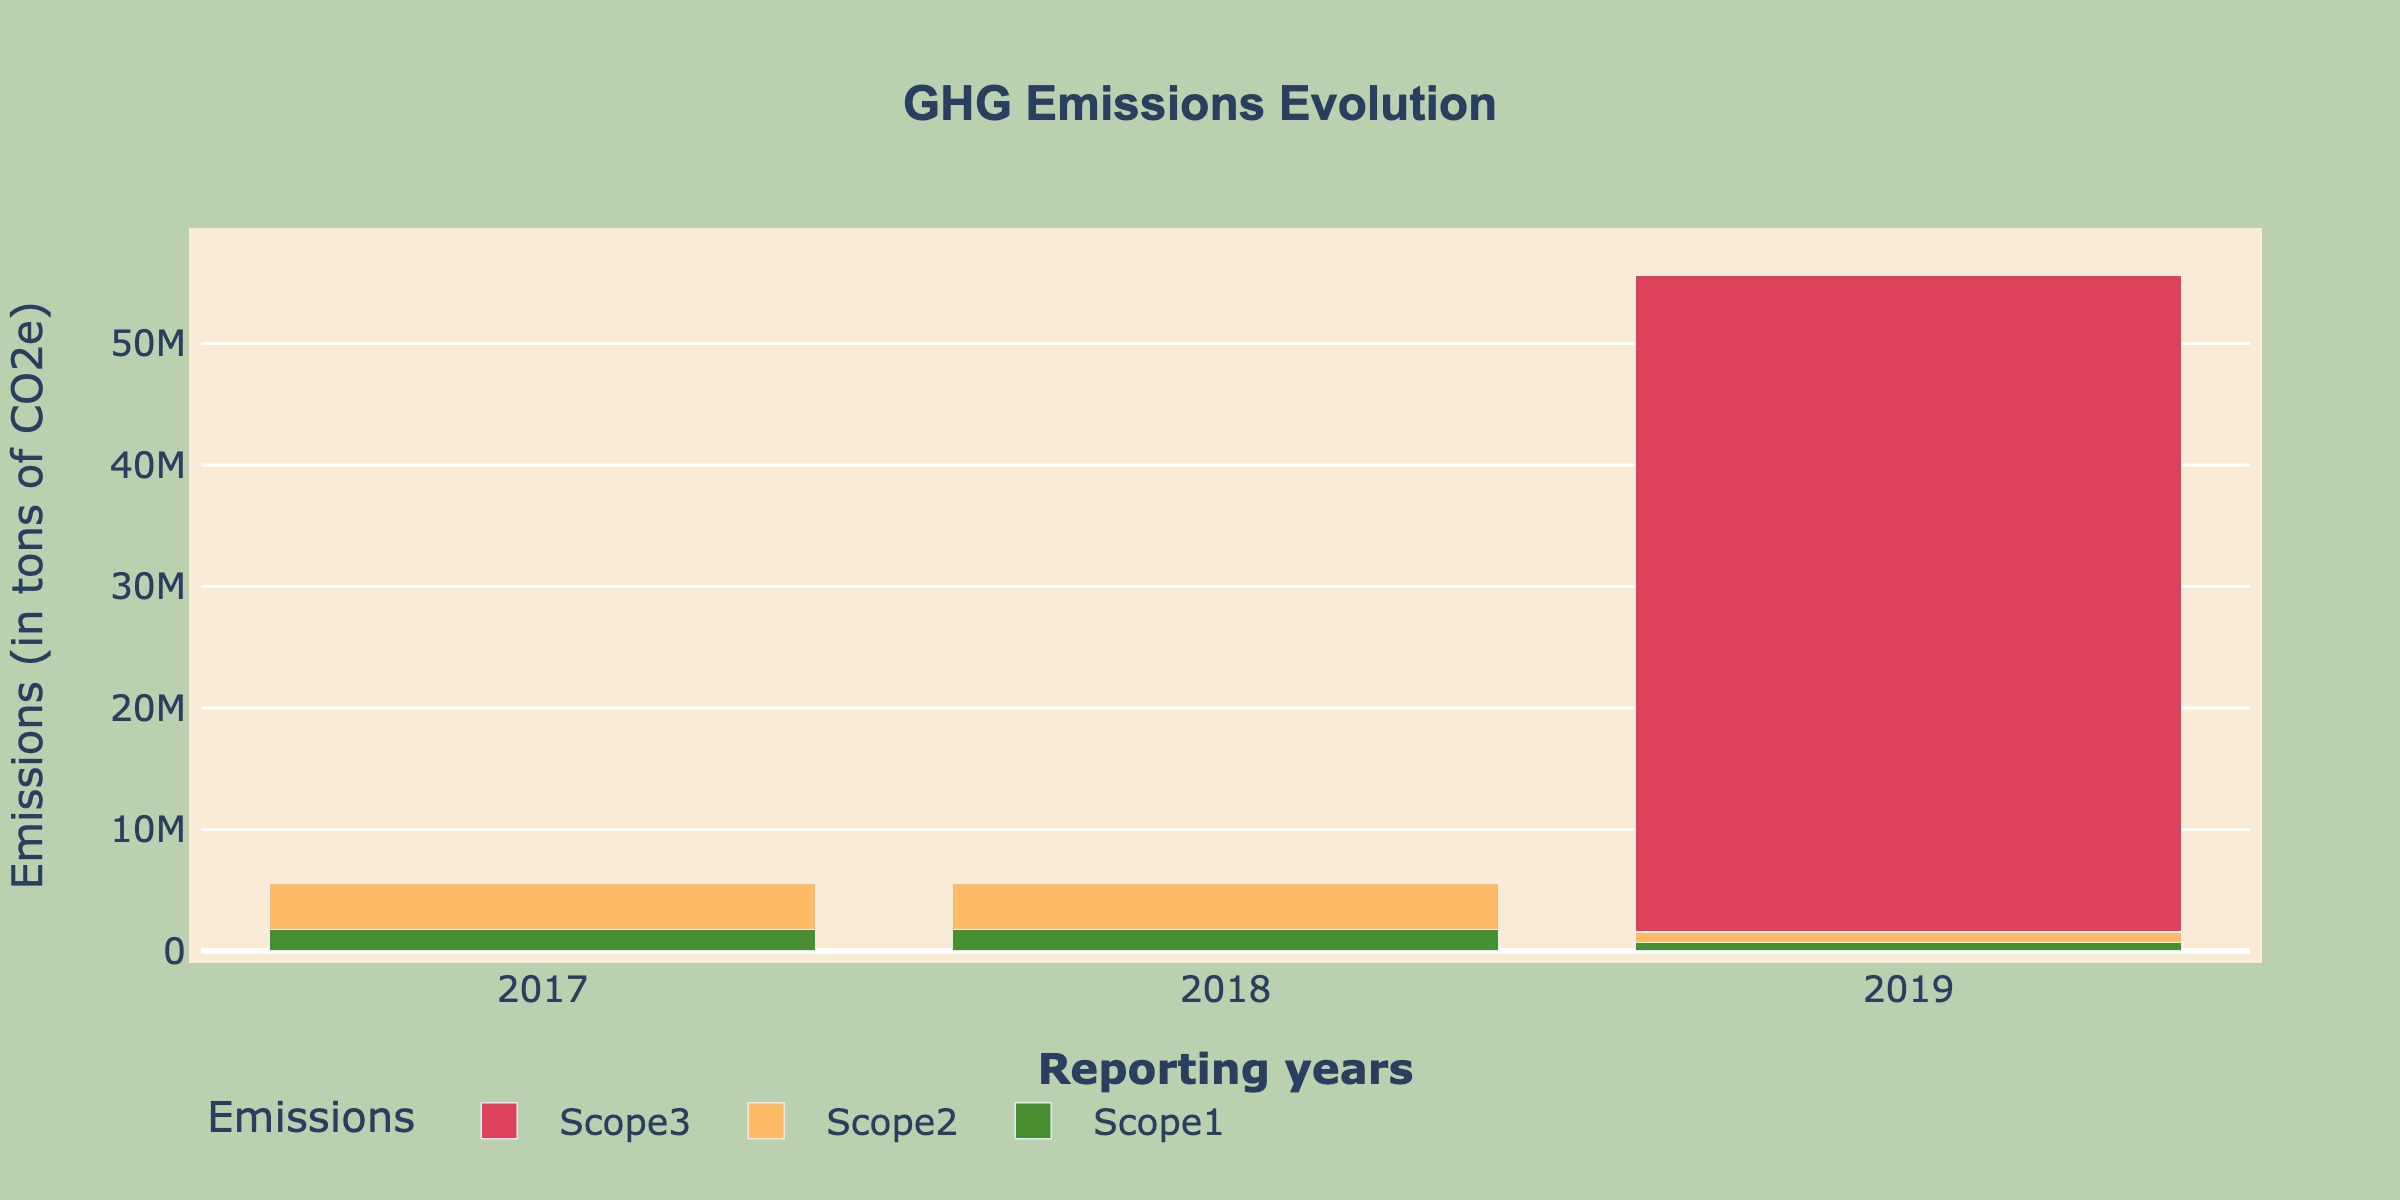 GHG Emissions Evolution
Emissions (in tons of CO2e)
50M
40M
30M
20M
10M
0
2017 2018 2019
Reporting years
Emissions Scope3 Scope2 Scope1